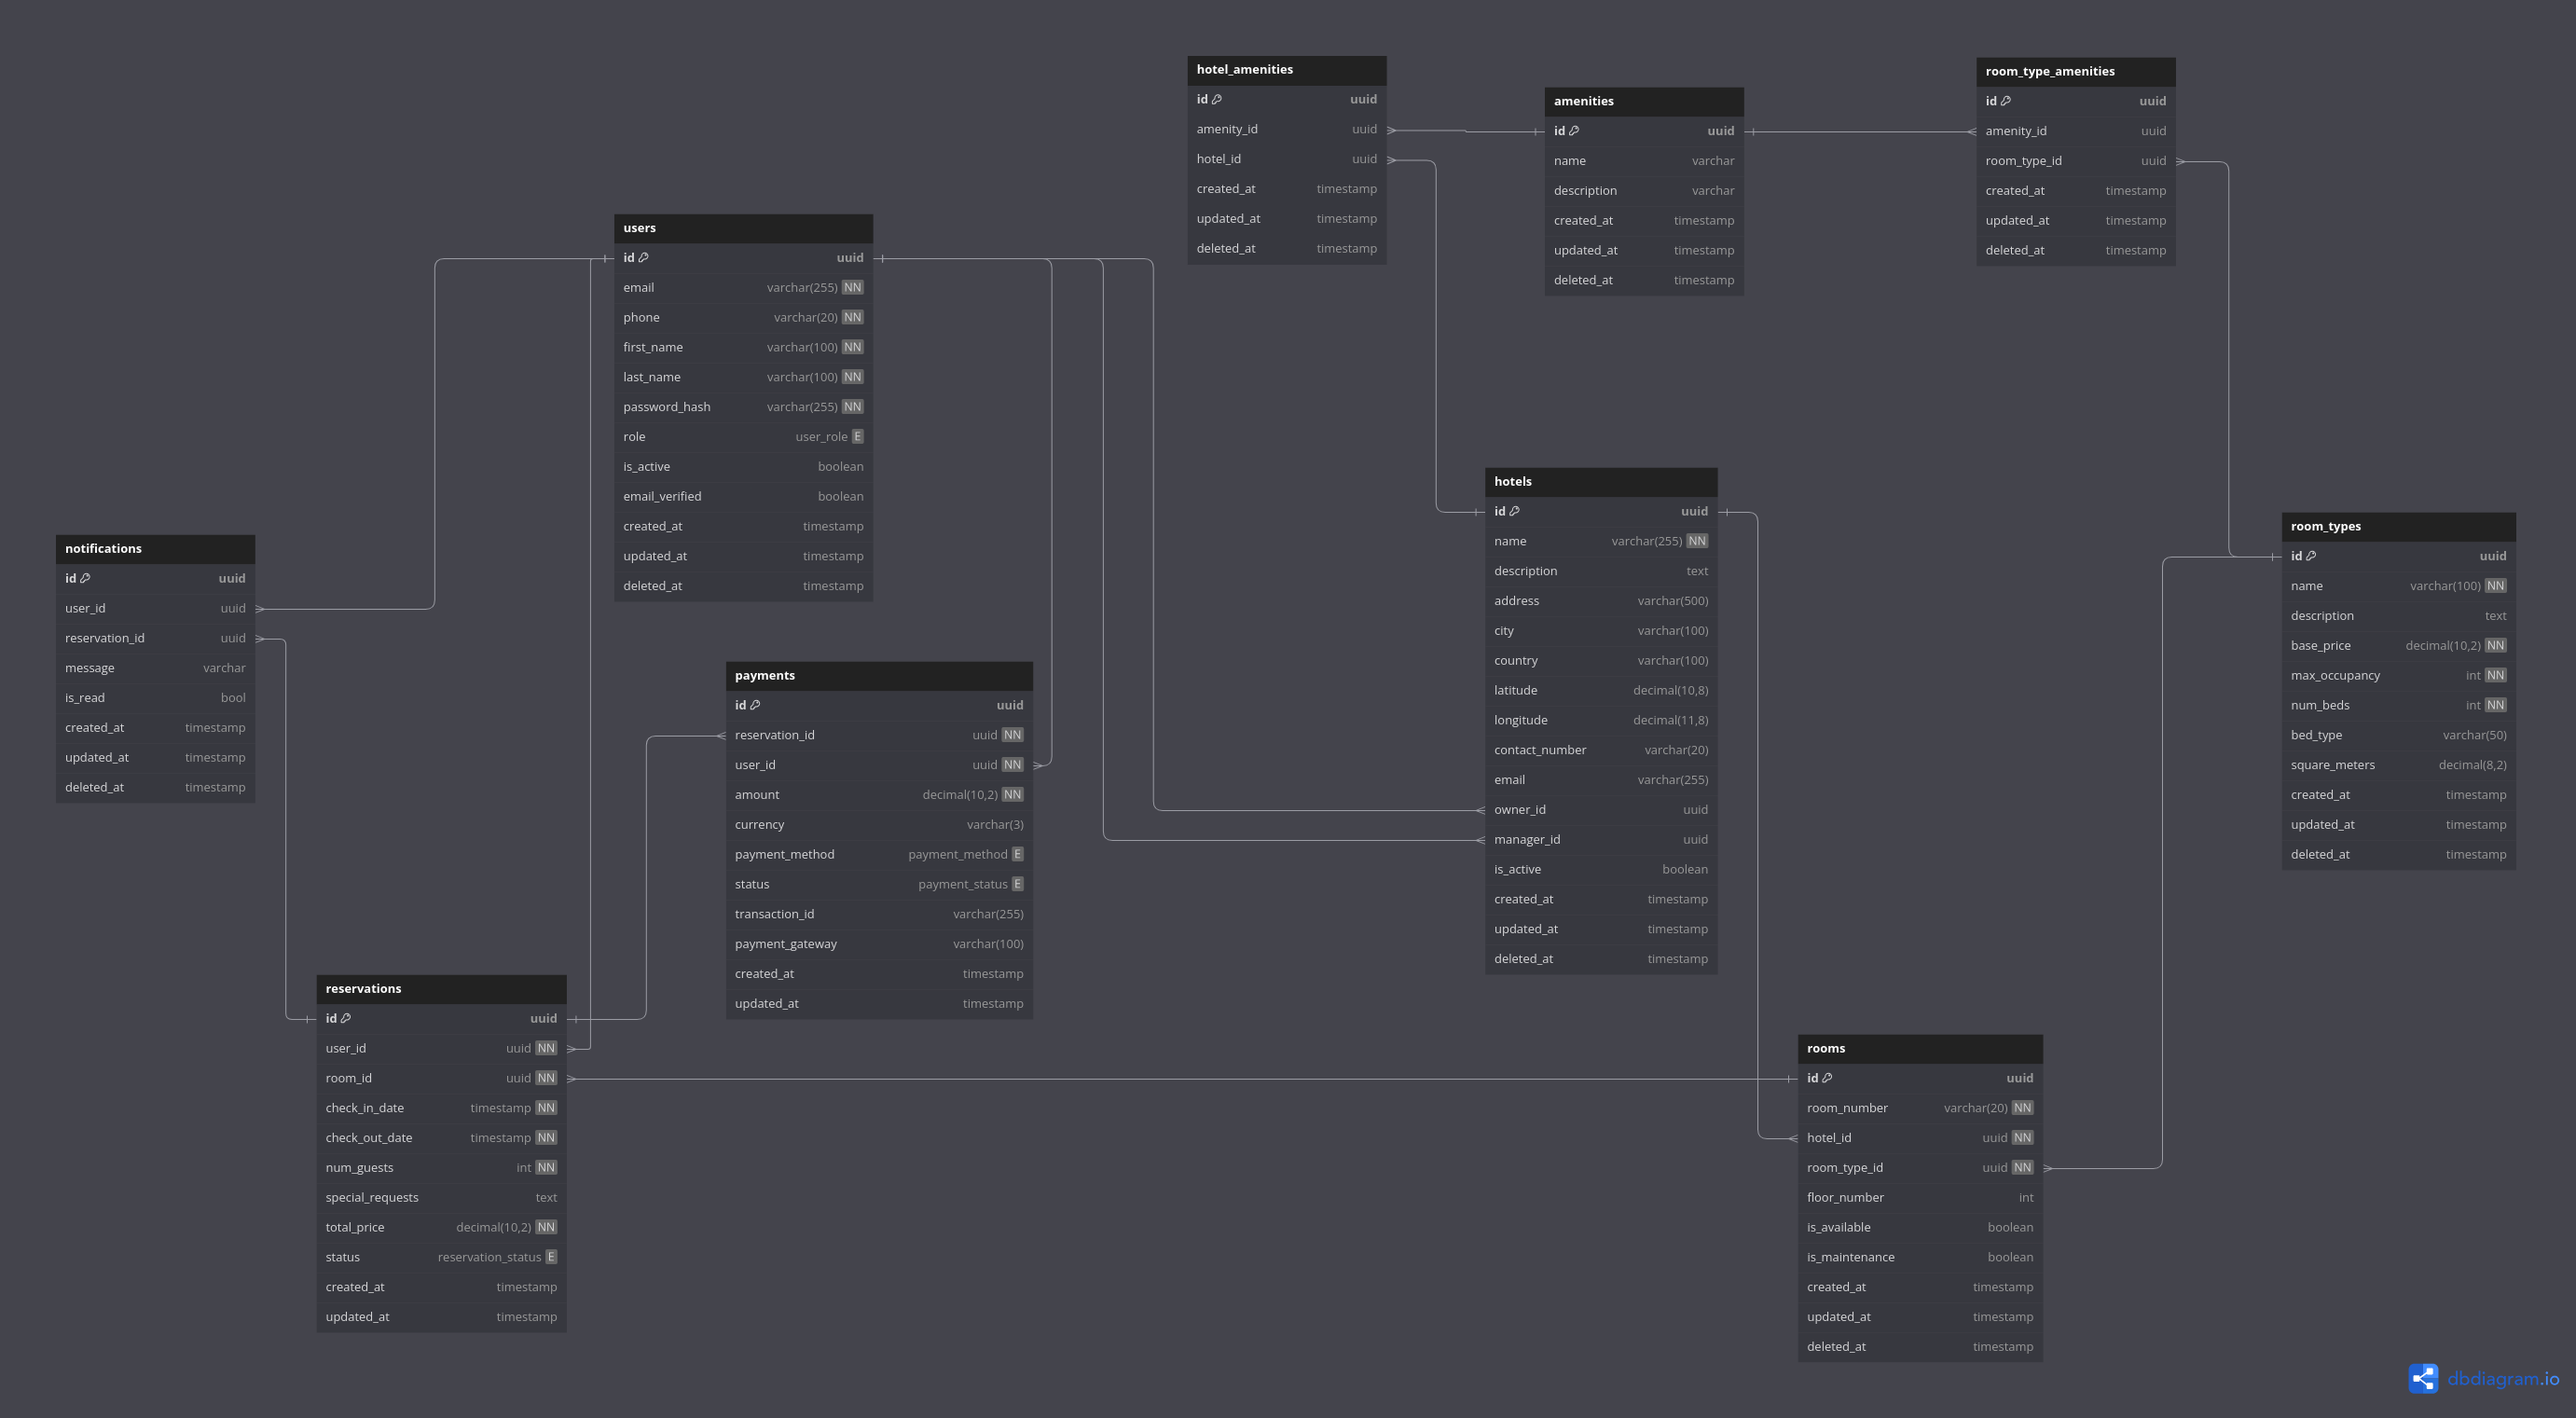 hotel_amenities
id uuid
amenity_id uuid
hotel_id uuid
created_at timestamp
updated_at timestamp
deleted_at timestamp
amenities
id uuid
name varchar
description varchar
created_at timestamp
updated_at timestamp
deleted_at timestamp
room_type_amenities
id uuid
amenity_id uuid
room_type_id uuid
created_at timestamp
updated_at timestamp
deleted_at timestamp
users
id uuid
email varchar(255) NN
phone varchar(20) NN
first_name varchar(100) NN
last_name varchar(100) NN
password_hash varchar(255) NN
role user_role E
is_active boolean
email_verified boolean
created_at timestamp
updated_at timestamp
deleted_at timestamp
notifications
id uuid
user_id uuid
reservation_id uuid
message varchar
is_read bool
created_at timestamp
updated_at timestamp
deleted_at timestamp
payments
id uuid
reservation_id uuid NN
user_id uuid NN
amount decimal(10,2) NN
currency varchar(3)
payment_method payment_method E
status payment_status E
transaction_id varchar(255)
payment_gateway varchar(100)
created_at timestamp
updated_at timestamp
hotels
id uuid
name varchar(255) NN
description text
address varchar(500)
city varchar(100)
country varchar(100)
latitude decimal(10,8)
longitude decimal(11,8)
contact_number varchar(20)
email varchar(255)
owner_id uuid
manager_id uuid
is_active boolean
created_at timestamp
updated_at timestamp
deleted_at timestamp
room_types
id uuid
name varchar(100) NN
description text
base_price decimal(10,2) NN
max_occupancy int NN
num_beds int NN
bed_type varchar(50)
square_meters decimal(8,2)
created_at timestamp
updated_at timestamp
deleted_at timestamp
reservations
id uuid
user_id uuid NN
room_id uuid NN
check_in_date timestamp NN
check_out_date timestamp NN
num_guests int NN
special_requests text
total_price decimal(10,2) NN
status reservation_status E
created_at timestamp
updated_at timestamp
rooms
id uuid
room_number varchar(20) NN
hotel_id uuid NN
room_type_id uuid NN
floor_number int
is_available boolean
is_maintenance boolean
created_at timestamp
updated_at timestamp
deleted_at timestamp
dbdiagram.io